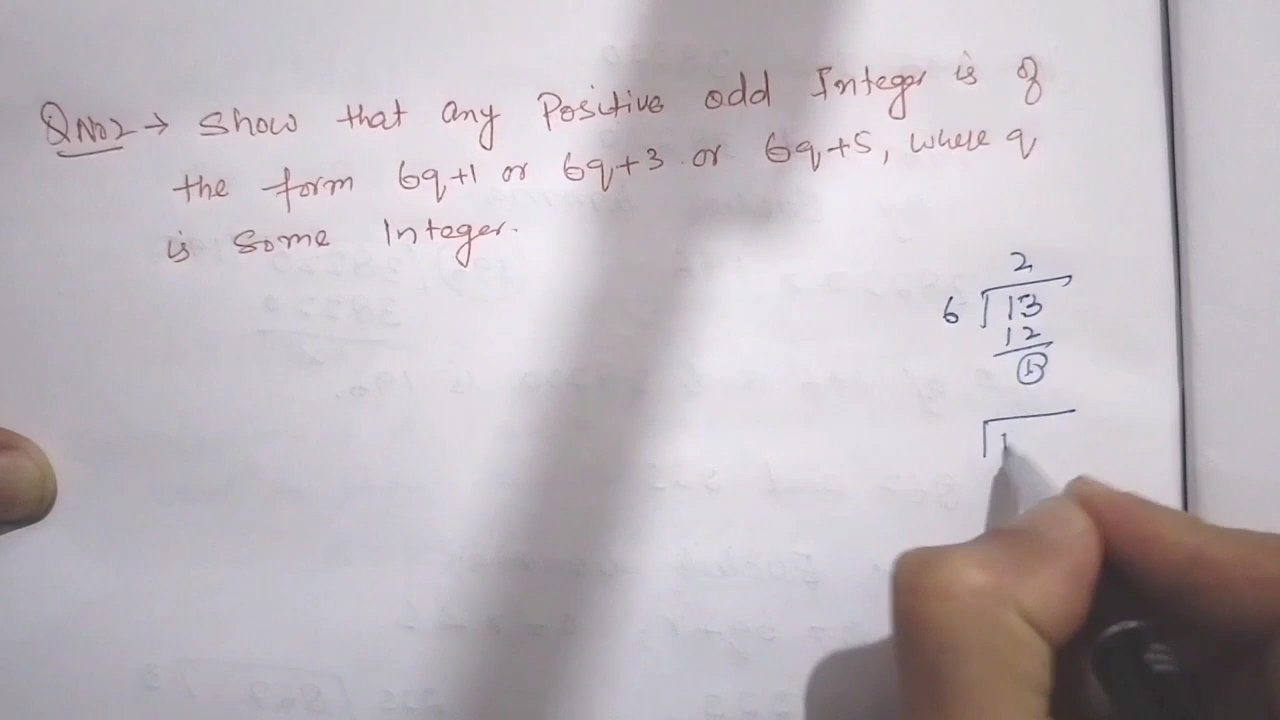 QNo2→ Show that any Positive odd Integer is of
the form 6q+1 or 6q+3 or 6q+5, where q
is Some Integer.
2
6 13
12
1
1